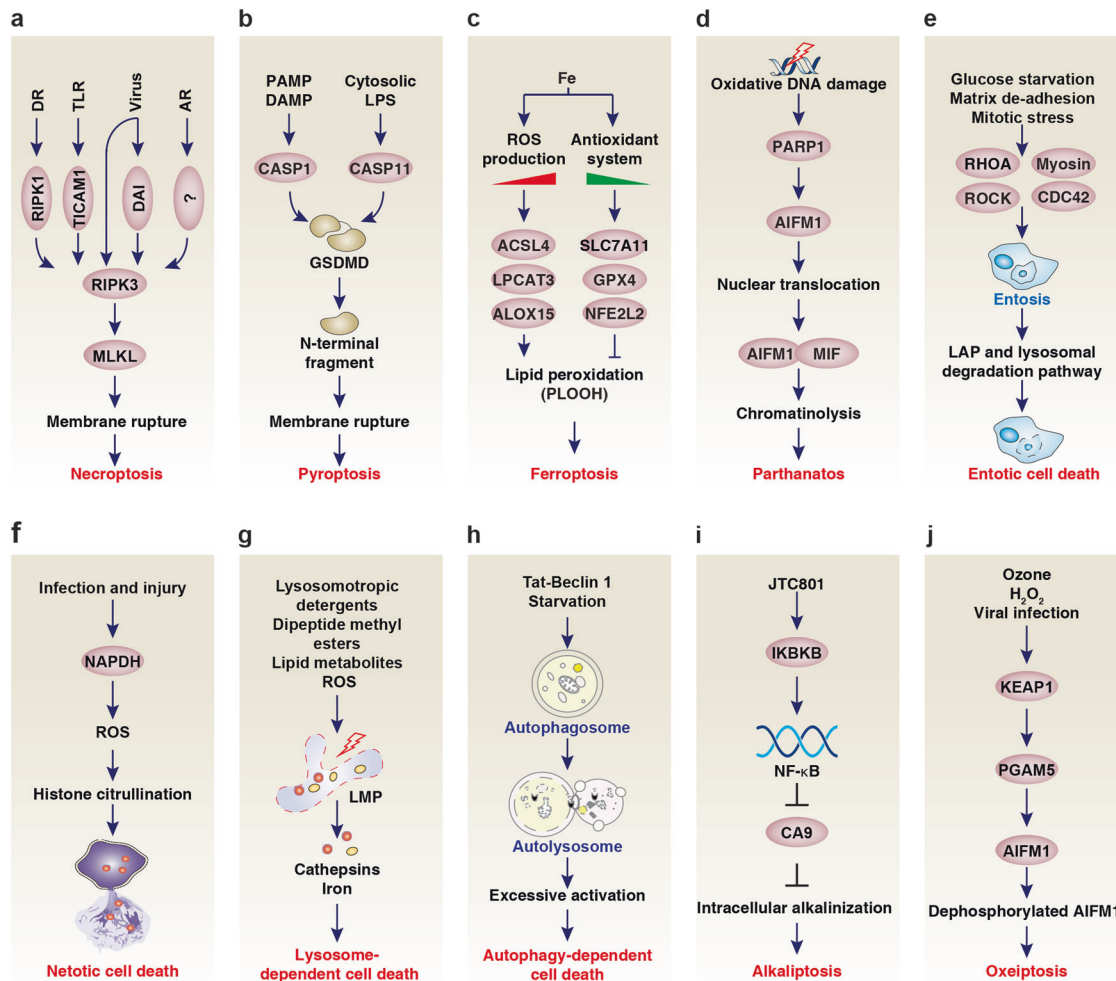 a
DR
TLR
Virus
AR
RIPK1
TICAM1
DAI
?
RIPK3
MLKL
Membrane rupture
Necroptosis
b
PAMP
DAMP
Cytosolic
LPS
CASP1
CASP11
GSDMD
N-terminal
fragment
Membrane rupture
Pyroptosis
c
Fe
ROS
production
Antioxidant
system
ACSL4
SLC7A11
LPCAT3
GPX4
ALOX15
NFE2L2
Lipid peroxidation
(PLOOH)
Ferroptosis
d
Oxidative DNA damage
PARP1
AIFM1
Nuclear translocation
AIFM1
MIF
Chromatinolysis
Parthanatos
e
Glucose starvation
Matrix de-adhesion
Mitotic stress
RHOA
Myosin
ROCK
CDC42
Entosis
LAP and lysosomal
degradation pathway
Entotic cell death
f
Infection and injury
NAPDH
ROS
Histone citrullination
Netotic cell death
g
Lysosomotropic
detergents
Dipeptide methyl
esters
Lipid metabolites
ROS
LMP
Cathepsins
Iron
Lysosome-
dependent cell death
h
Tat-Beclin 1
Starvation
Autophagosome
Autolysosome
Excessive activation
Autophagy-dependent
cell death
i
JTC801
IKBKB
NF-κB
CA9
Intracellular alkalinization
Alkaliptosis
j
Ozone
H₂O₂
Viral infection
KEAP1
PGAM5
AIFM1
Dephosphorylated AIFM1
Oxeiptosis